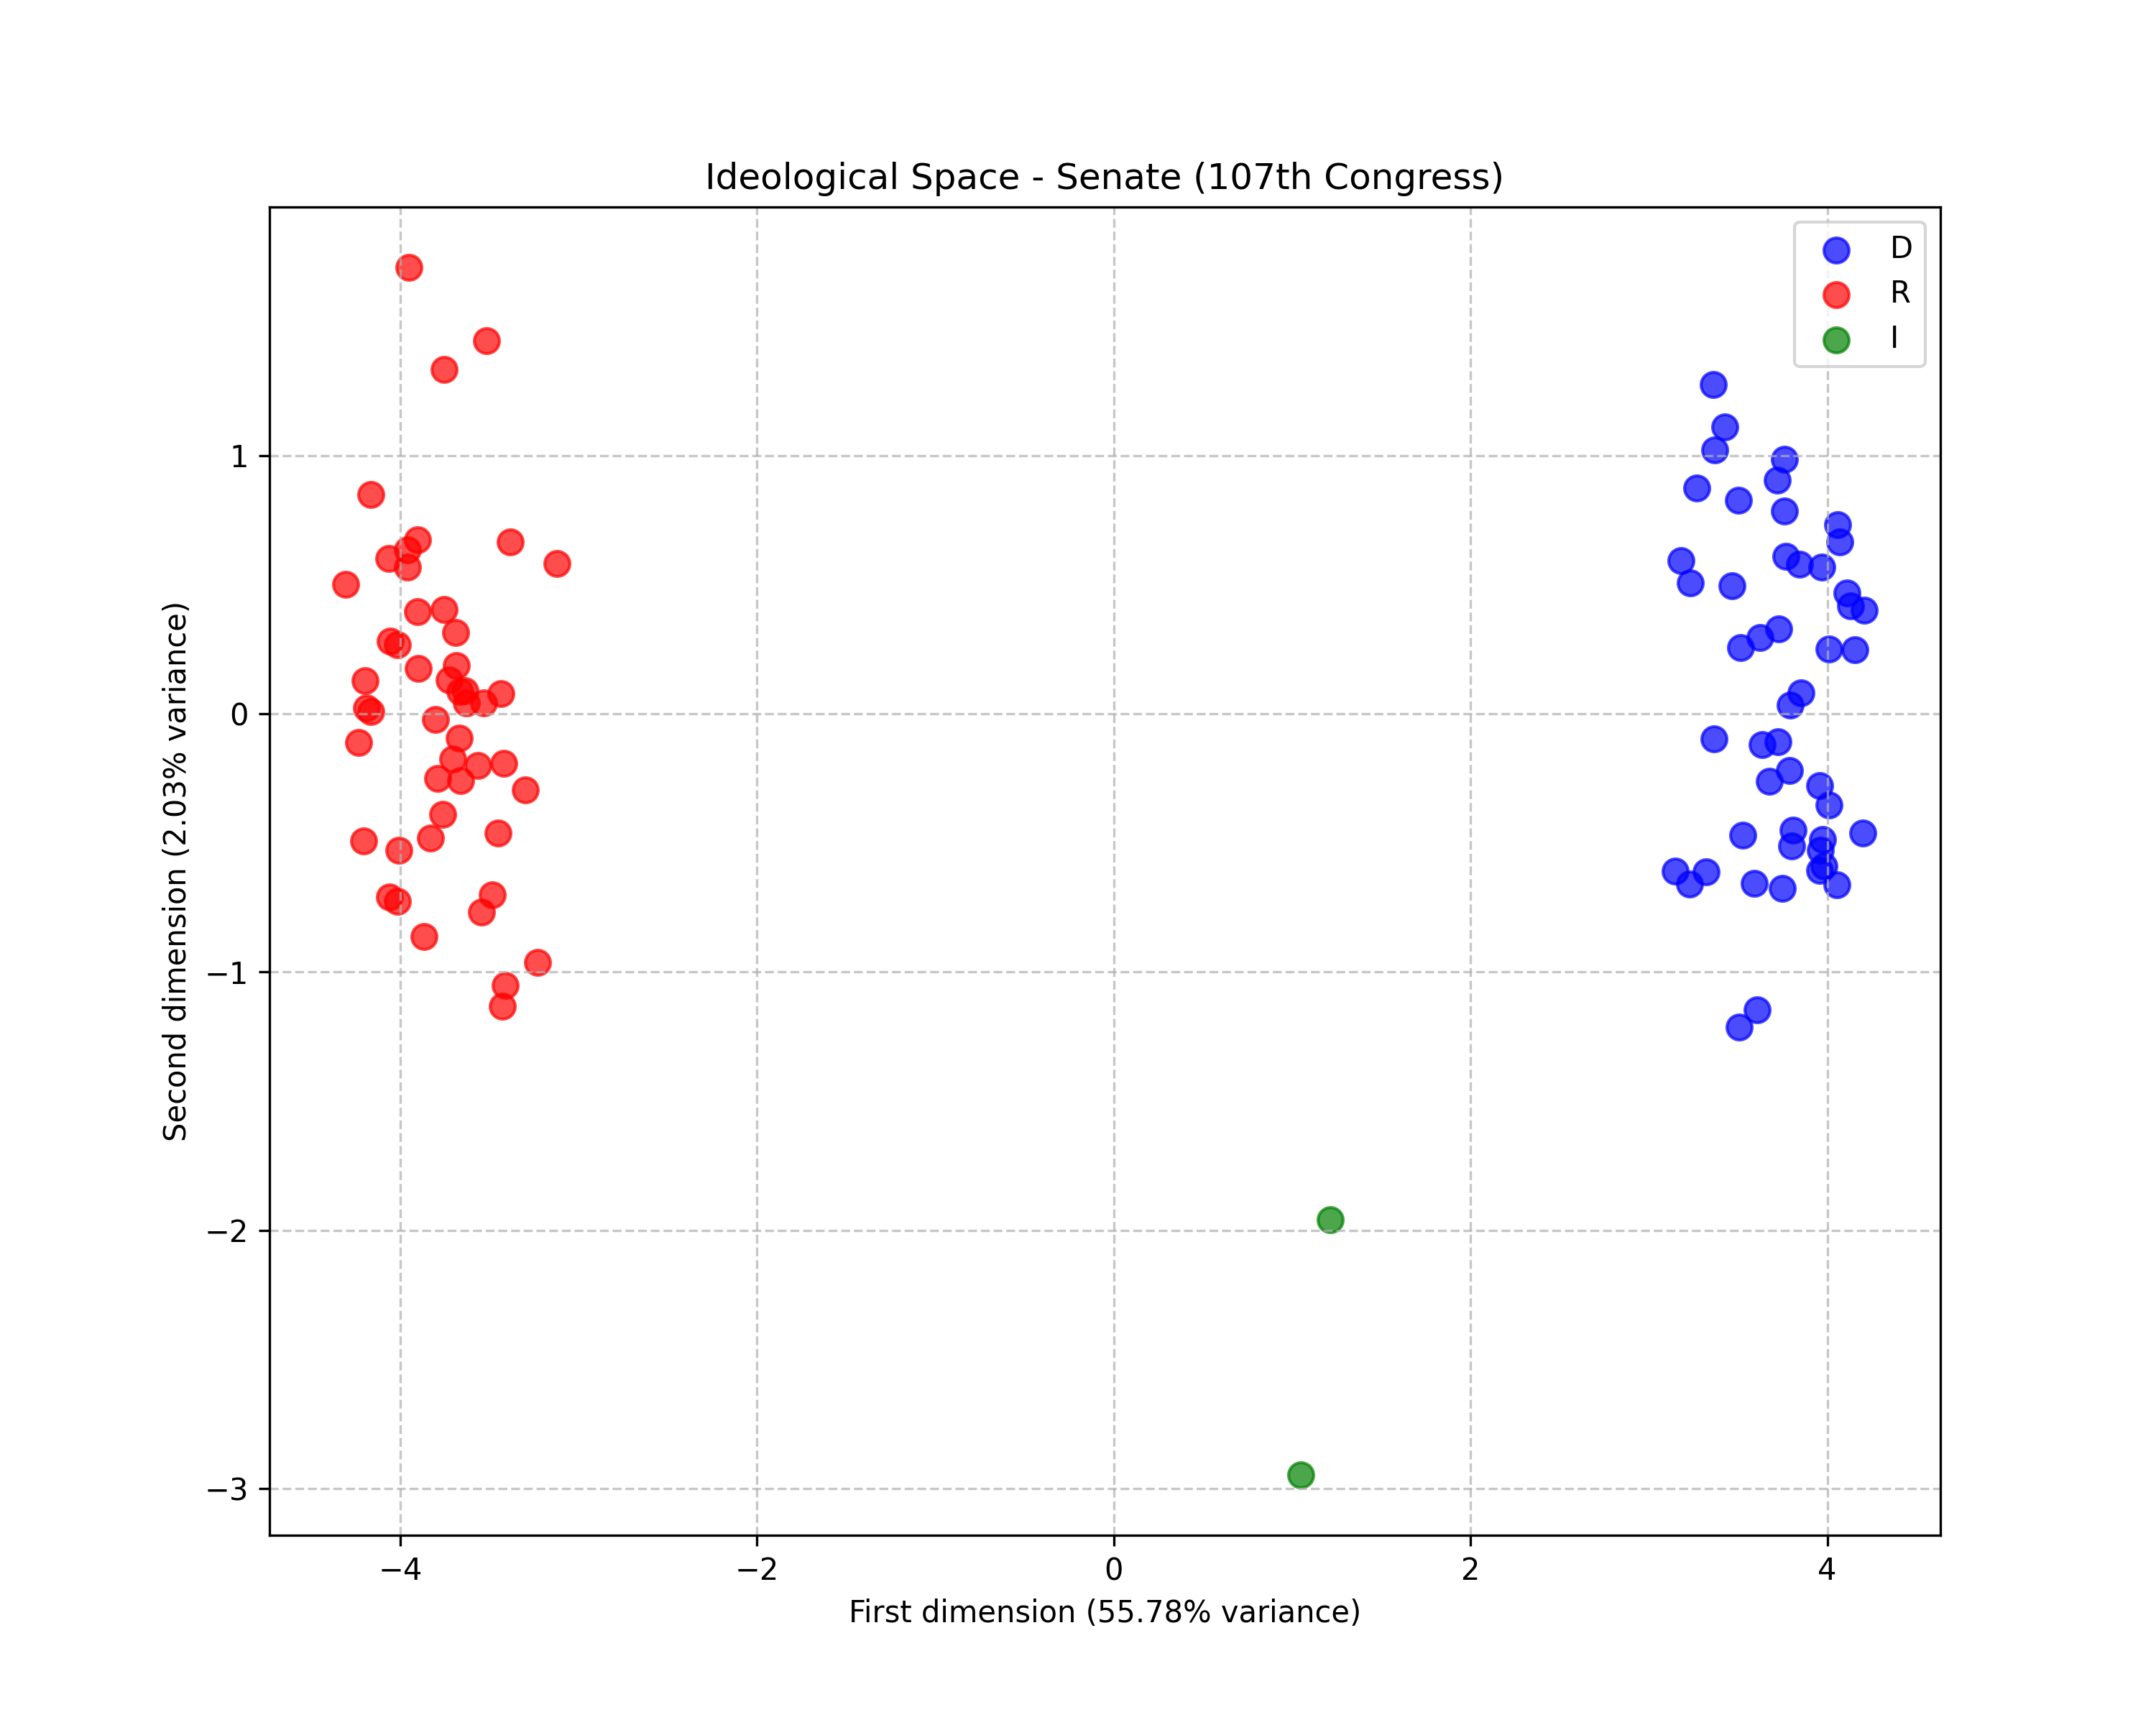 Ideological Space - Senate (107th Congress)
D
R
I
1
0
−1
−2
−3
Second dimension (2.03% variance)
−4
−2
0
2
4
First dimension (55.78% variance)